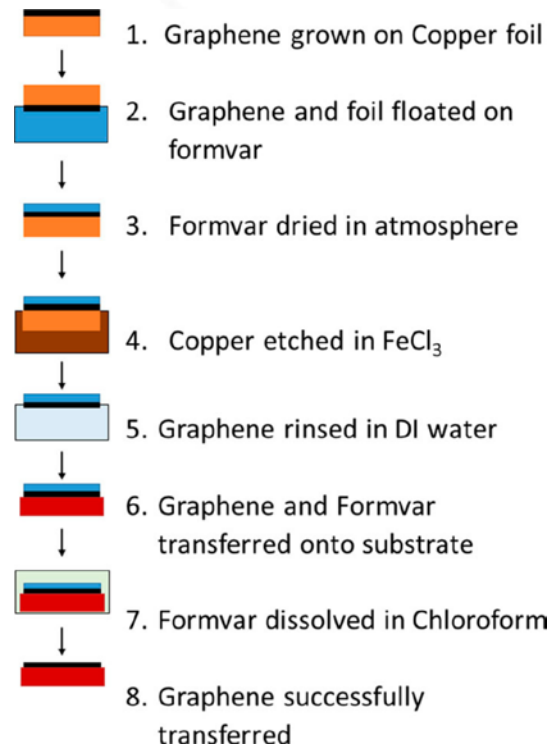 1. Graphene grown on Copper foil
2. Graphene and foil floated on
formvar
3. Formvar dried in atmosphere
4. Copper etched in FeCl₃
5. Graphene rinsed in DI water
6. Graphene and Formvar
transferred onto substrate
7. Formvar dissolved in Chloroform
8. Graphene successfully
transferred